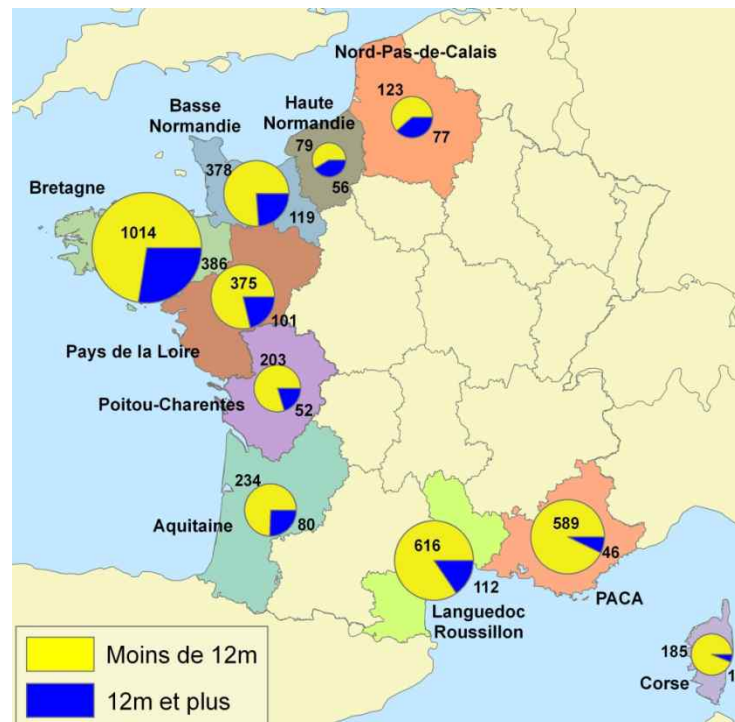 Nord-Pas-de-Calais
123
77
Basse
Normandie
Haute
Normandie
79
56
378
119
Bretagne
1014
386
375
101
Pays de la Loire
203
Poitou-Charentes
52
234
Aquitaine
80
616
112
Languedoc
Roussillon
589
46
PACA
185
Corse
Moins de 12m
12m et plus